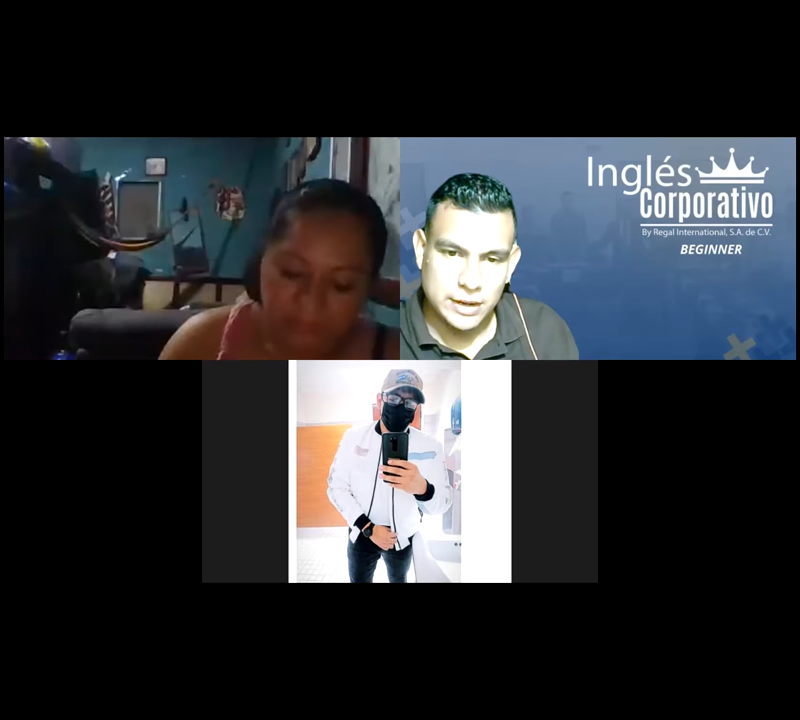 Inglés
Corporativo
By Regal International, S.A. de C.V.
BEGINNER